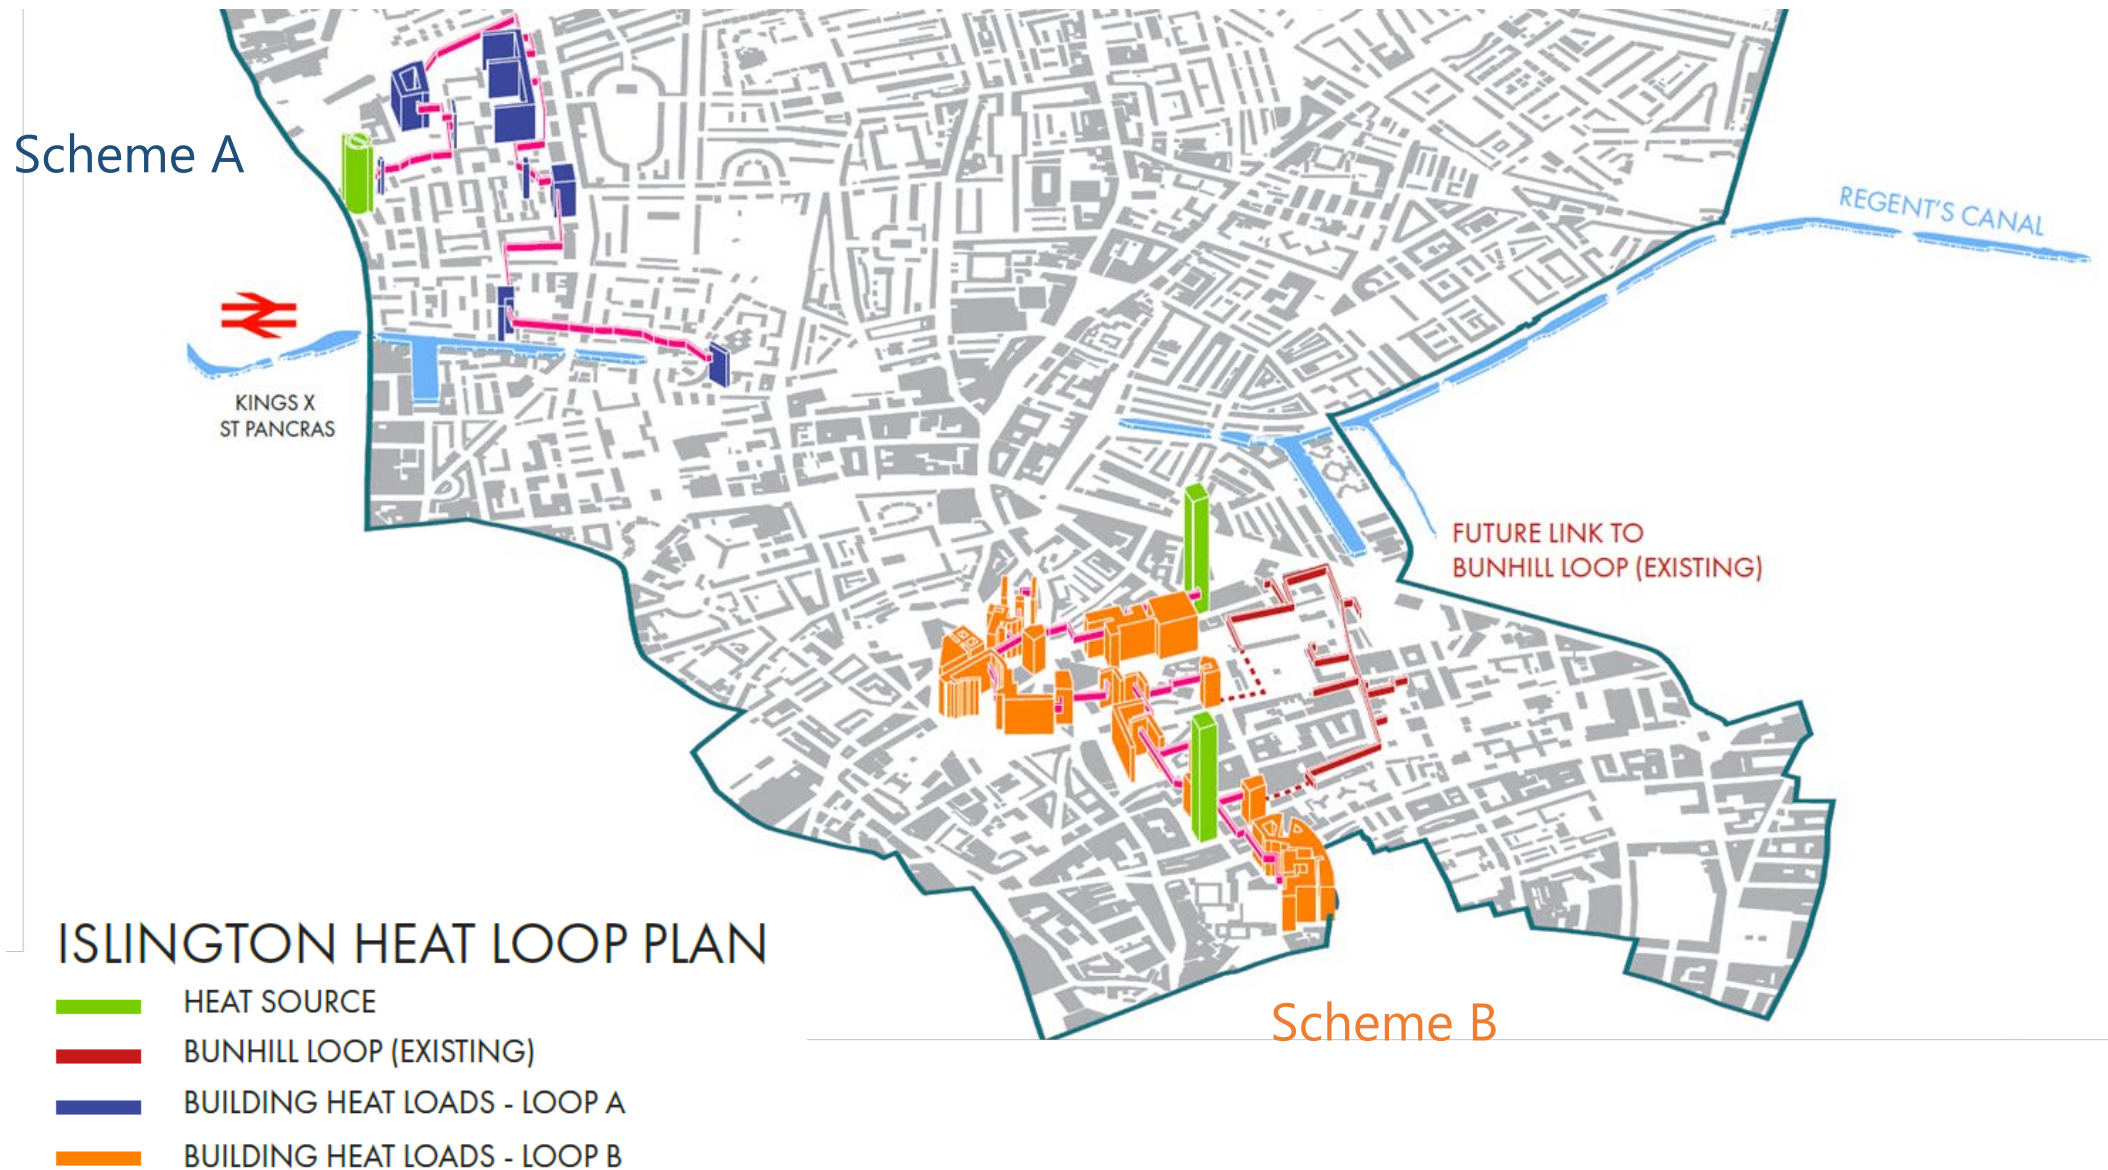 Scheme A
REGENT'S CANAL
KINGS X
ST PANCRAS
FUTURE LINK TO
BUNHILL LOOP (EXISTING)
Scheme B
ISLINGTON HEAT LOOP PLAN
HEAT SOURCE
BUNHILL LOOP (EXISTING)
BUILDING HEAT LOADS - LOOP A
BUILDING HEAT LOADS - LOOP B